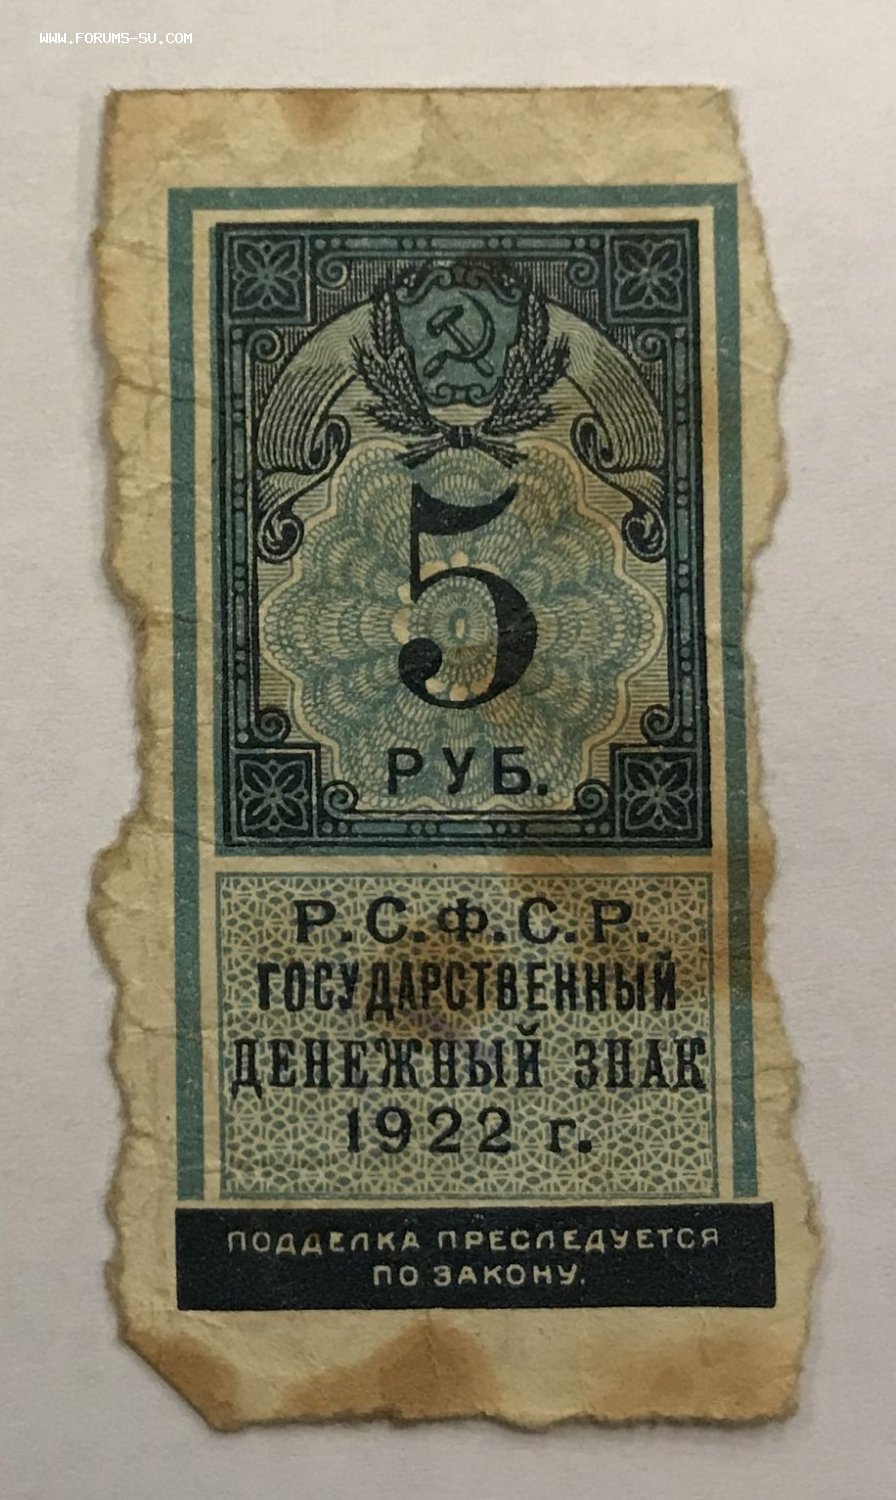 WWW.FORUMS-SU.COM
5
РУБ.
Р.С.Ф.С.Р.
ГОСУДАРСТВЕННЫЙ
ДЕНЕЖНЫЙ ЗНАК
1922 г.
ПОДДЕЛКА ПРЕСЛЕДУЕТСЯ
ПО ЗАКОНУ.